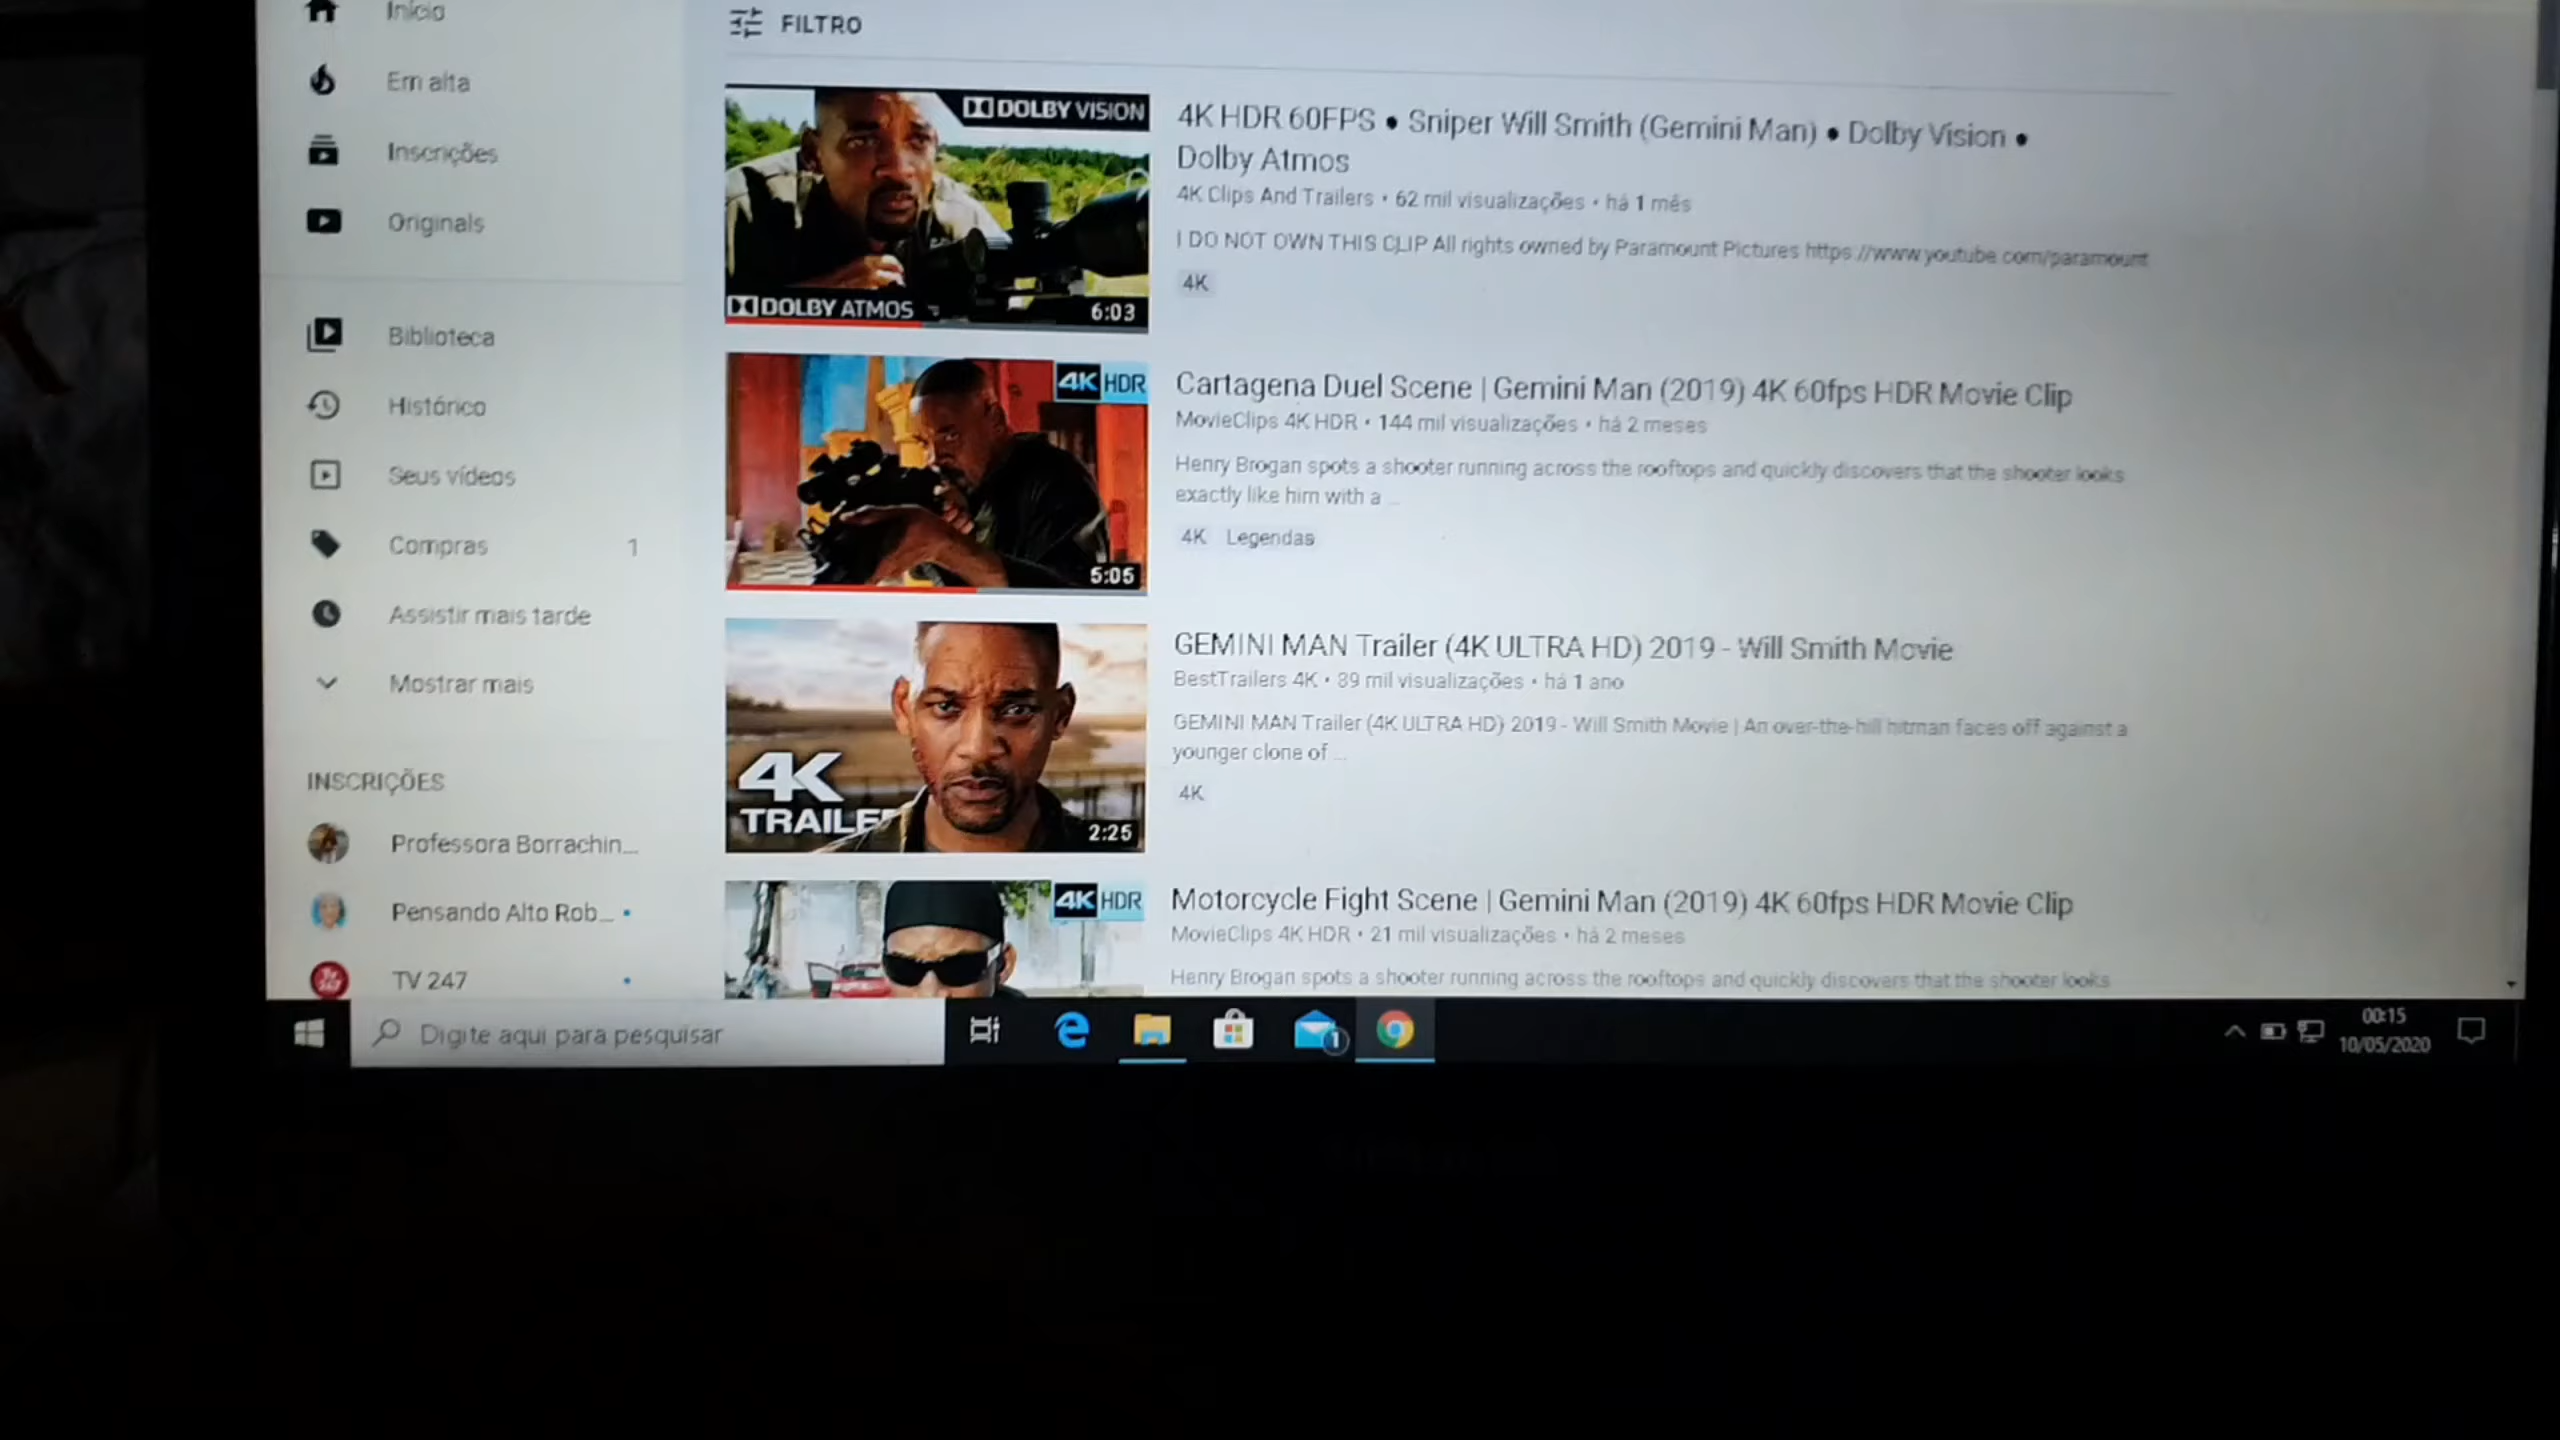 Início
Em alta
Inscrições
Originals
Biblioteca
Histórico
Seus vídeos
Compras 1
Assistir mais tarde
Mostrar mais
INSCRIÇÕES
Professora Borrachin...
Pensando Alto Rob...
TV 247
FILTRO
DOLBY VISION
DOLBY ATMOS
6:03
4K HDR 60FPS • Sniper Will Smith (Gemini Man) • Dolby Vision •
Dolby Atmos
4K Clips And Trailers • 62 mil visualizações • há 1 mês
I DO NOT OWN THIS CLIP All rights owned by Paramount Pictures https://www.youtube.com/paramount
4K
4K HDR
5:05
Cartagena Duel Scene | Gemini Man (2019) 4K 60fps HDR Movie Clip
MovieClips 4K HDR • 144 mil visualizações • há 2 meses
Henry Brogan spots a shooter running across the rooftops and quickly discovers that the shooter looks
exactly like him with a ...
4K Legendas
4K
TRAILER
2:25
GEMINI MAN Trailer (4K ULTRA HD) 2019 - Will Smith Movie
BestTrailers 4K • 89 mil visualizações • há 1 ano
GEMINI MAN Trailer (4K ULTRA HD) 2019 - Will Smith Movie | An over-the-hill hitman faces off against a
younger clone of ...
4K
4K HDR
Motorcycle Fight Scene | Gemini Man (2019) 4K 60fps HDR Movie Clip
MovieClips 4K HDR • 21 mil visualizações • há 2 meses
Henry Brogan spots a shooter running across the rooftops and quickly discovers that the shooter looks
Digite aqui para pesquisar
1
00:15
10/05/2020